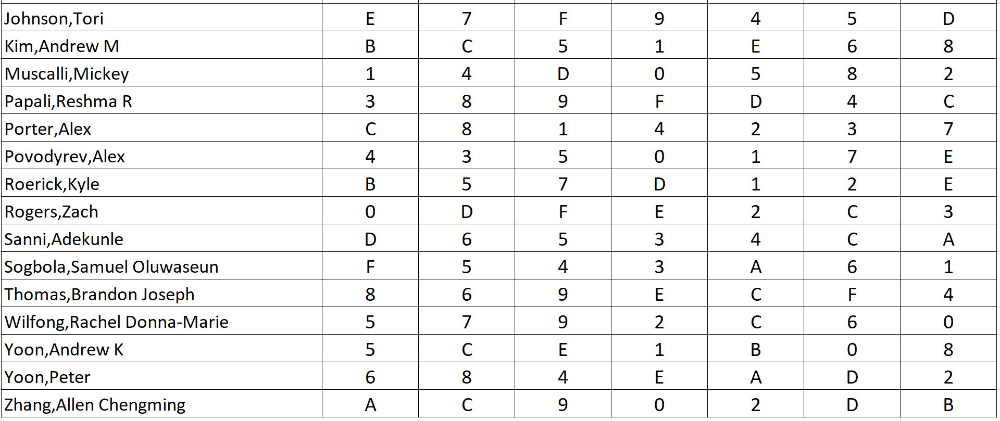 Johnson,Tori E 7 F 9 4 5 D
Kim,Andrew M B C 5 1 E 6 8
Muscalli,Mickey 1 4 D 0 5 8 2
Papali,Reshma R 3 8 9 F D 4 C
Porter,Alex C 8 1 4 2 3 7
Povodyrev,Alex 4 3 5 0 1 7 E
Roerick,Kyle B 5 7 D 1 2 E
Rogers,Zach 0 D F E 2 C 3
Sanni,Adekunle D 6 5 3 4 C A
Sogbola,Samuel Oluwaseun F 5 4 3 A 6 1
Thomas,Brandon Joseph 8 6 9 E C F 4
Wilfong,Rachel Donna-Marie 5 7 9 2 C 6 0
Yoon,Andrew K 5 C E 1 B 0 8
Yoon,Peter 6 8 4 E A D 2
Zhang,Allen Chengming A C 9 0 2 D B